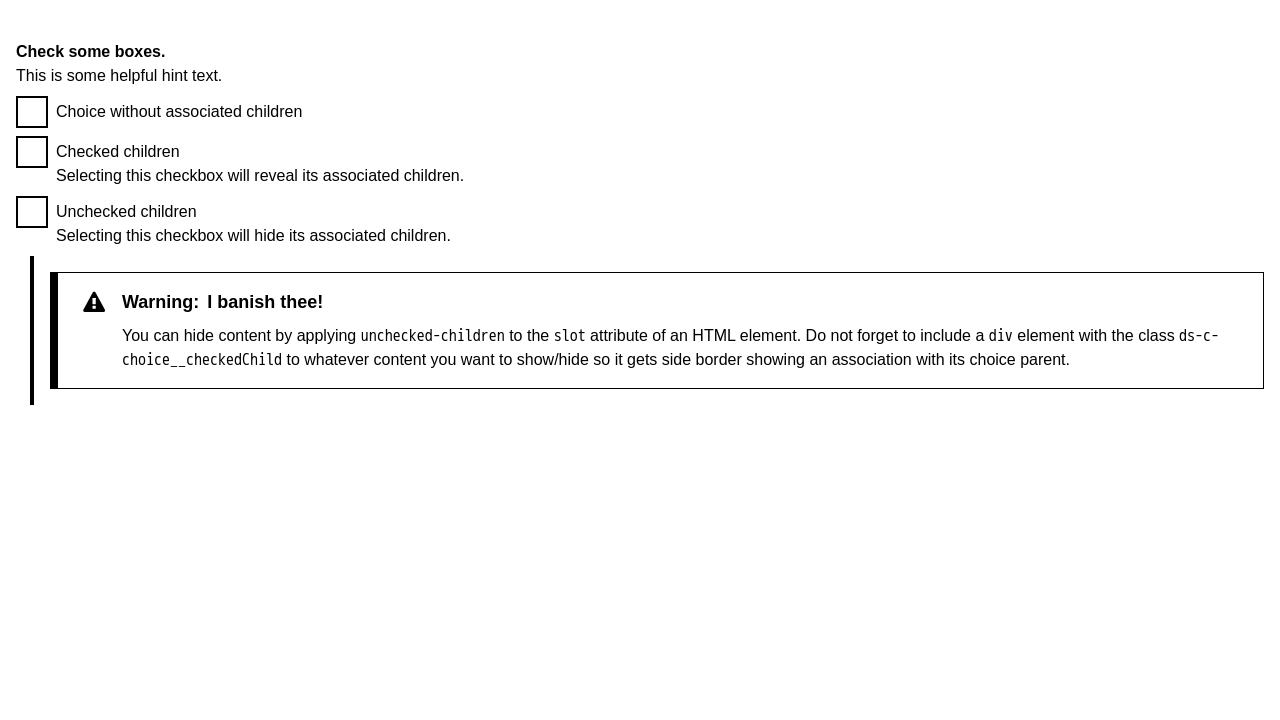 Check some boxes.
This is some helpful hint text.
Choice without associated children
Checked children
Selecting this checkbox will reveal its associated children.
Unchecked children
Selecting this checkbox will hide its associated children.
Warning: I banish thee!
You can hide content by applying unchecked-children to the slot attribute of an HTML element. Do not forget to include a div element with the class ds-c-
choice__checkedChild to whatever content you want to show/hide so it gets side border showing an association with its choice parent.